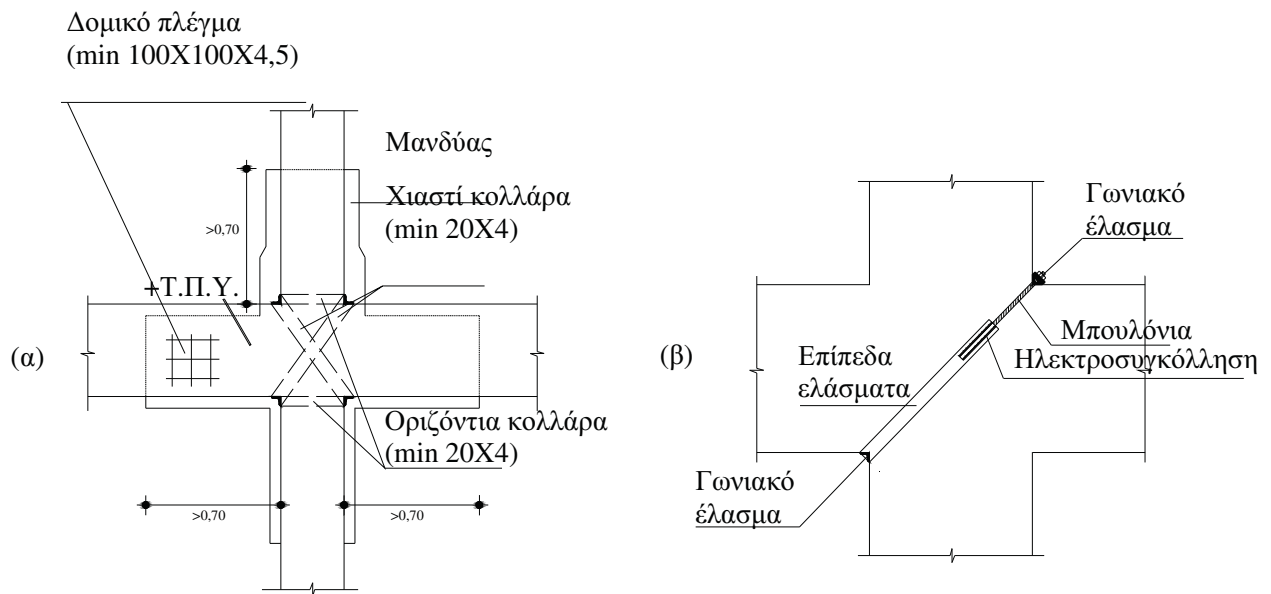 Δομικό πλέγμα
(min 100X100X4,5)
Μανδύας
Χιαστί κολλάρα
(min 20X4)
>0,70
+Τ.Π.Υ.
(α)
Οριζόντια κολλάρα
(min 20X4)
>0,70
>0,70
Γωνιακό
έλασμα
Μπουλόνια
Ηλεκτροσυγκόλληση
(β)
Επίπεδα
ελάσματα
Γωνιακό
έλασμα